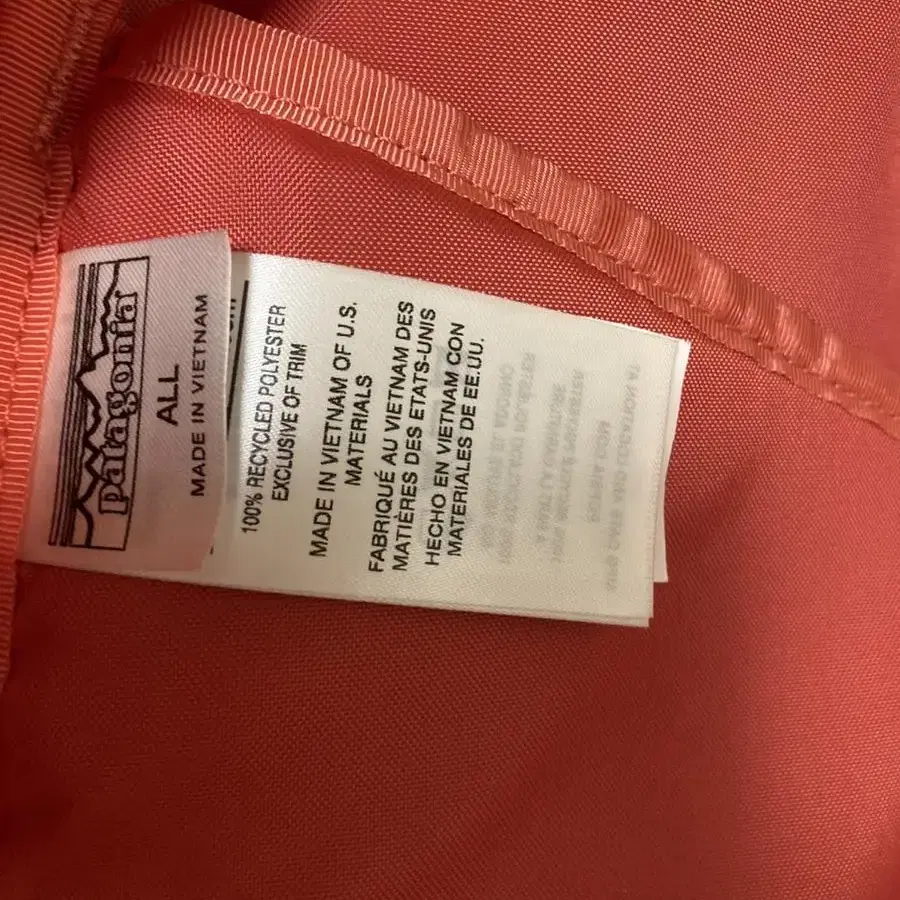 patagonia
ALL
MADE IN VIETNAM
100% RECYCLED POLYESTER
EXCLUSIVE OF TRIM
MADE IN VIETNAM OF U.S.
MATERIALS
FABRIQUÉ AU VIETNAM DES
MATIÈRES DES ÉTATS-UNIS
HECHO EN VIETNAM CON
MATERIALES DE EE.UU.